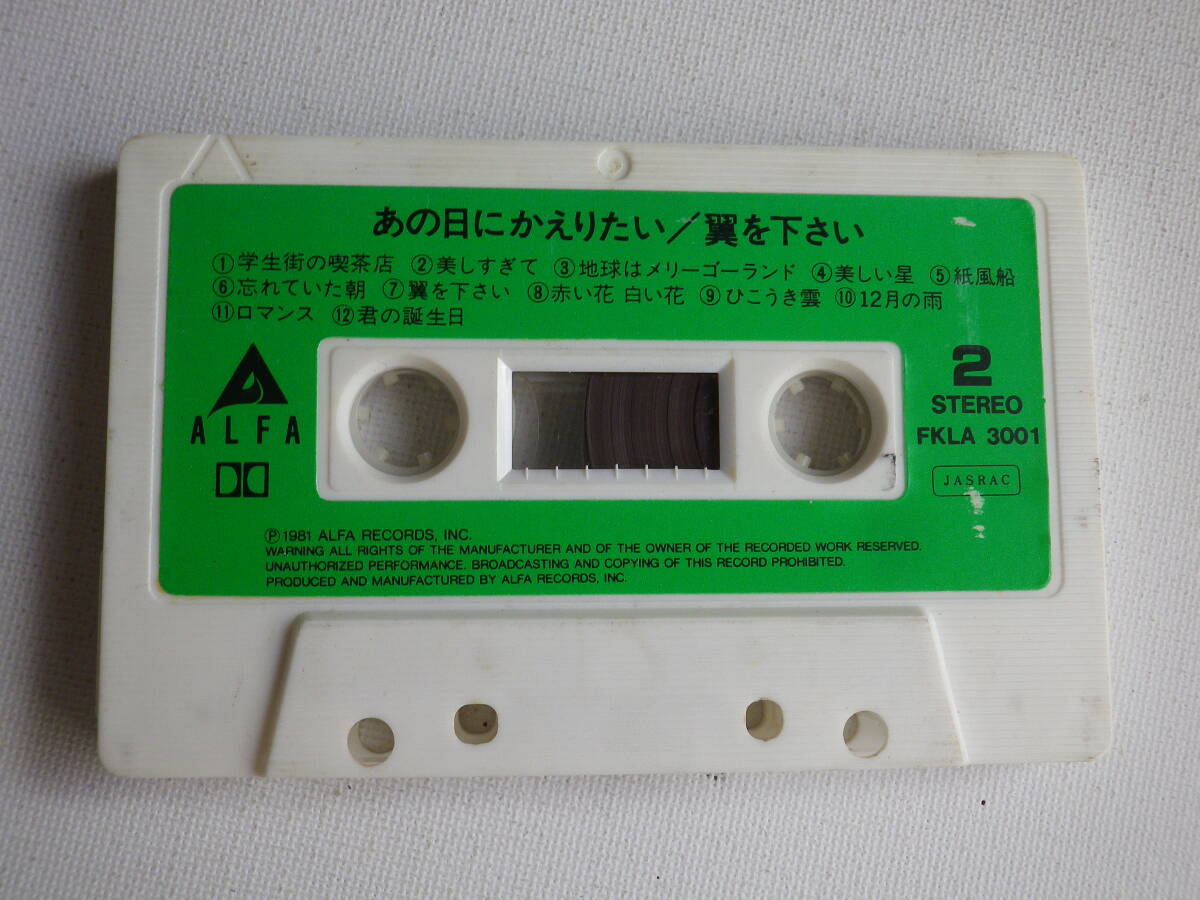 あの日にかえりたい／翼を下さい
①学生街の喫茶店 ②美しすぎて ③地球はメリーゴーランド ④美しい星 ⑤紙風船
⑥忘れていた朝 ⑦翼を下さい ⑧赤い花 白い花 ⑨ひこうき雲 ⑩12月の雨
⑪ロマンス ⑫君の誕生日
ALFA
2
STEREO
FKLA 3001
JASRAC
Ⓟ1981 ALFA RECORDS, INC.
WARNING ALL RIGHTS OF THE MANUFACTURER AND OF THE OWNER OF THE RECORDED WORK RESERVED.
UNAUTHORIZED PERFORMANCE. BROADCASTING AND COPYING OF THIS RECORD PROHIBITED.
PRODUCED AND MANUFACTURED BY ALFA RECORDS, INC.